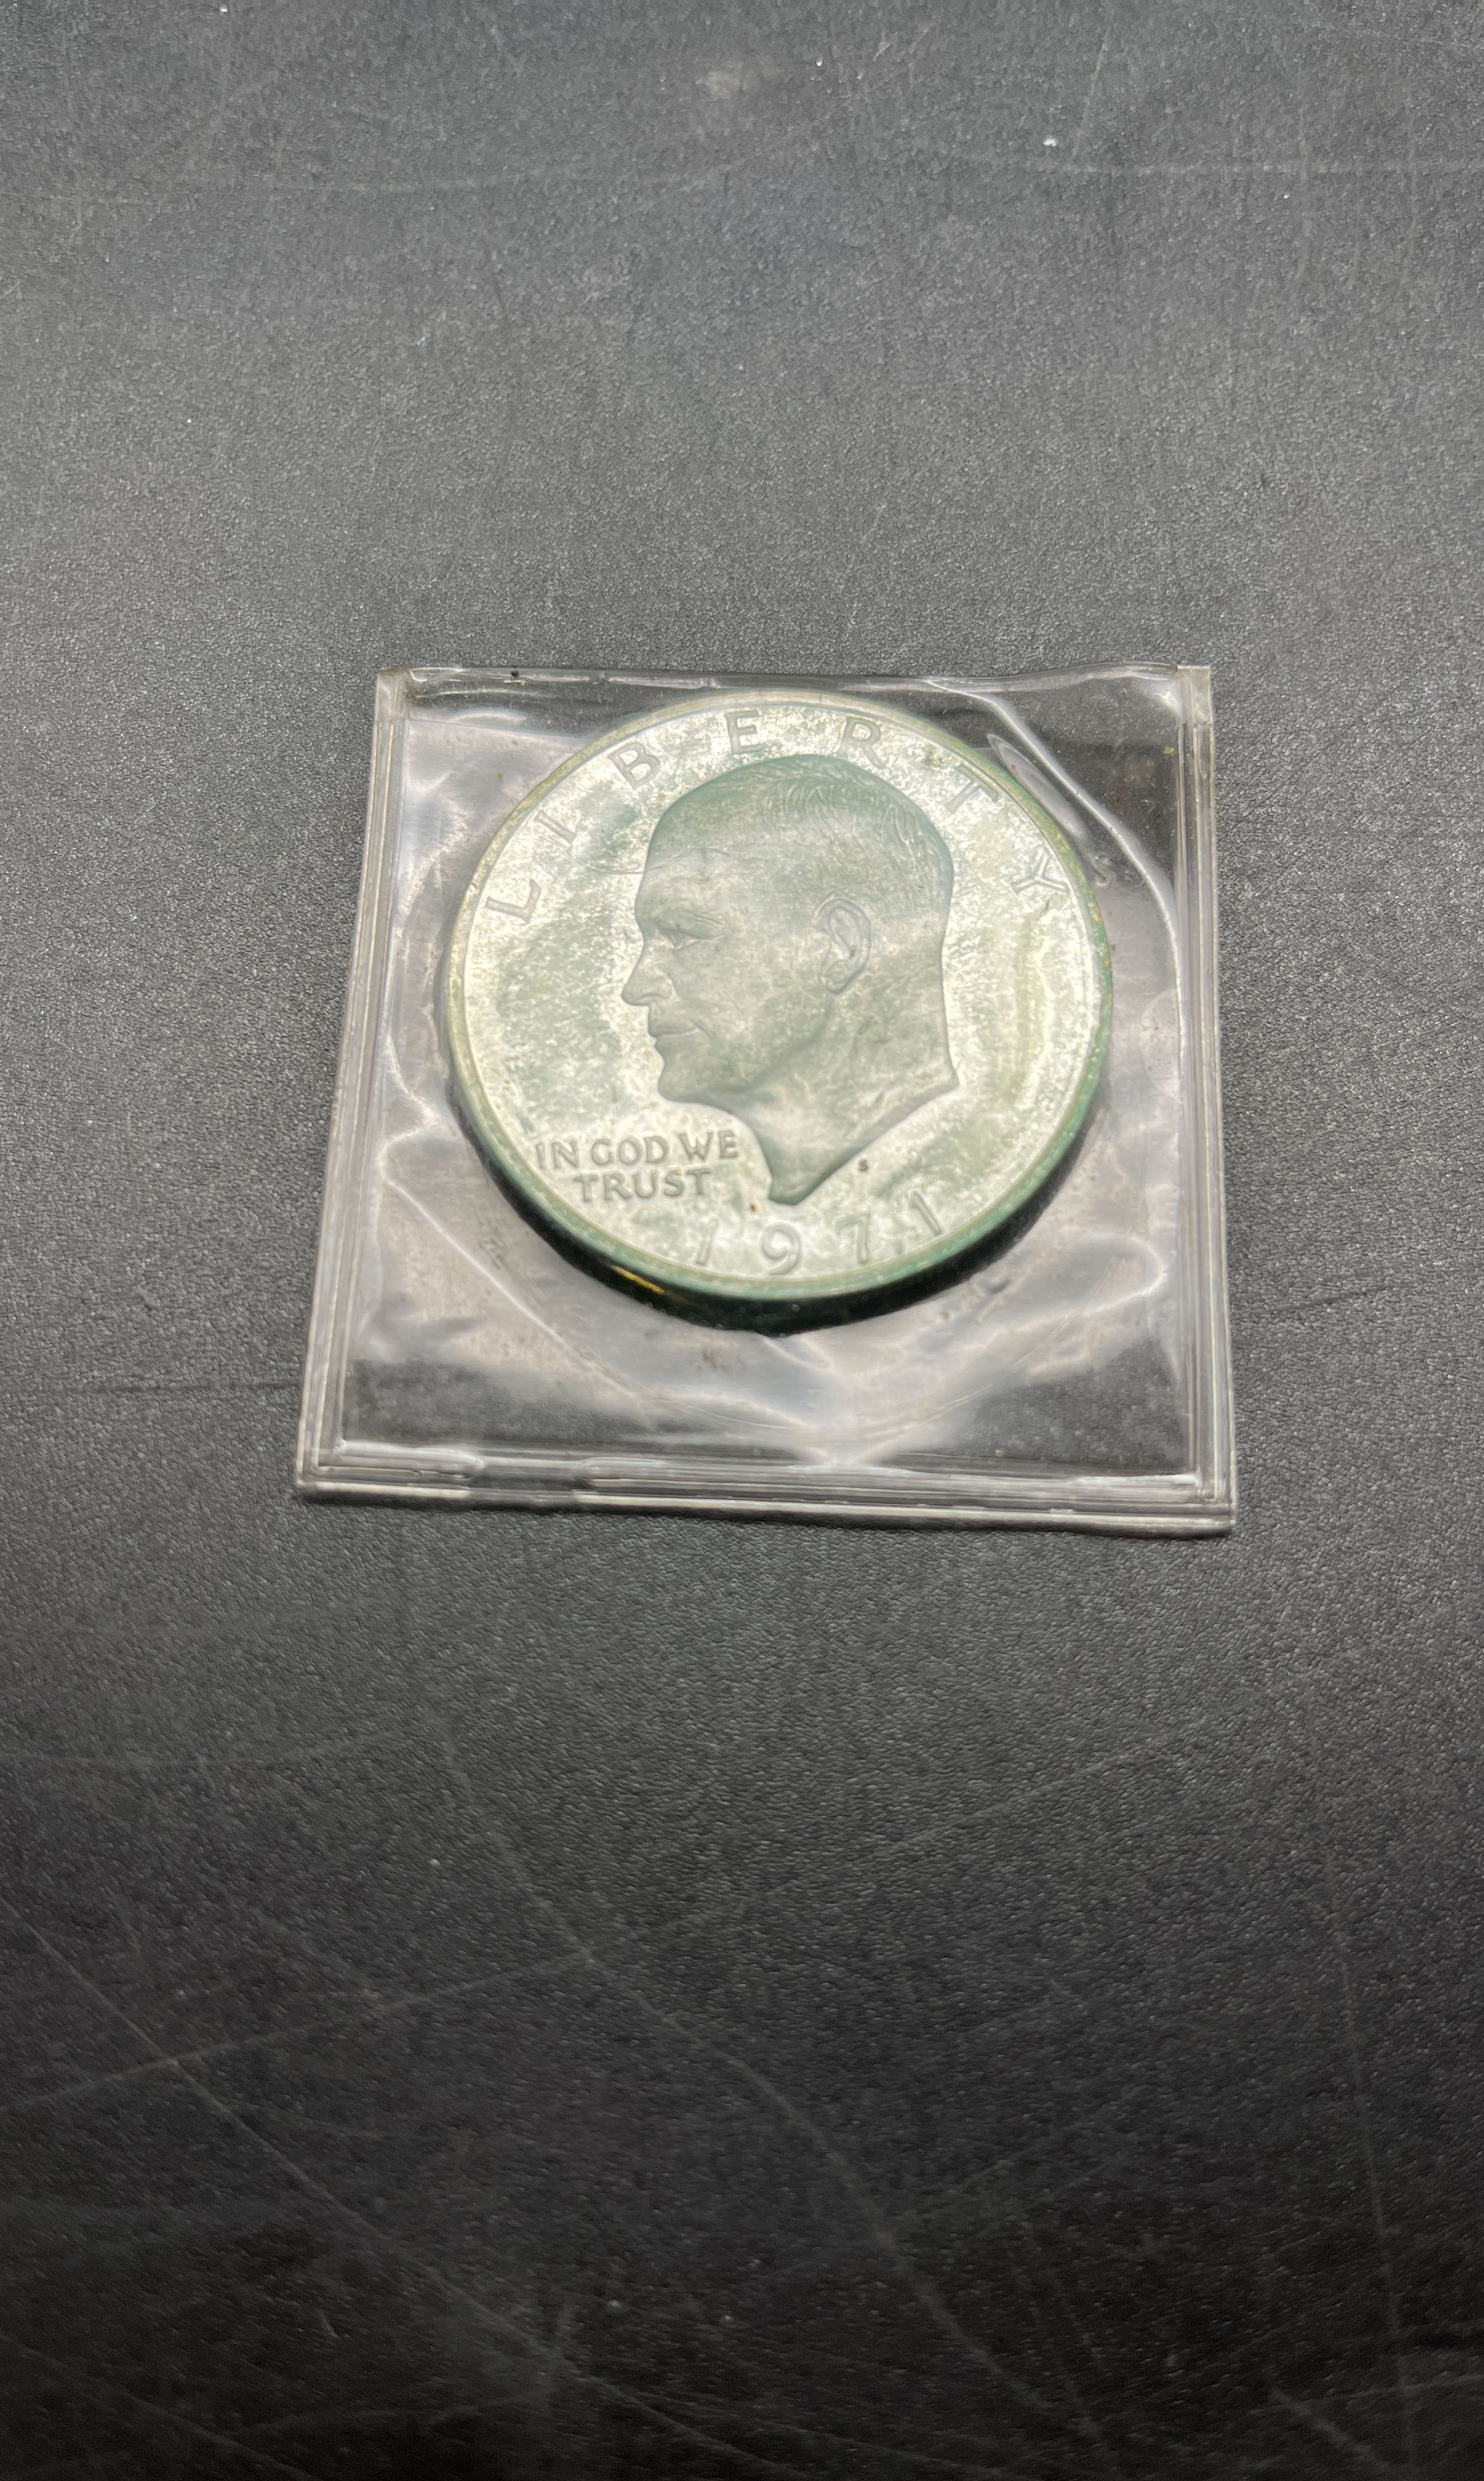 LIBERTY
IN GOD WE
TRUST
S
1971